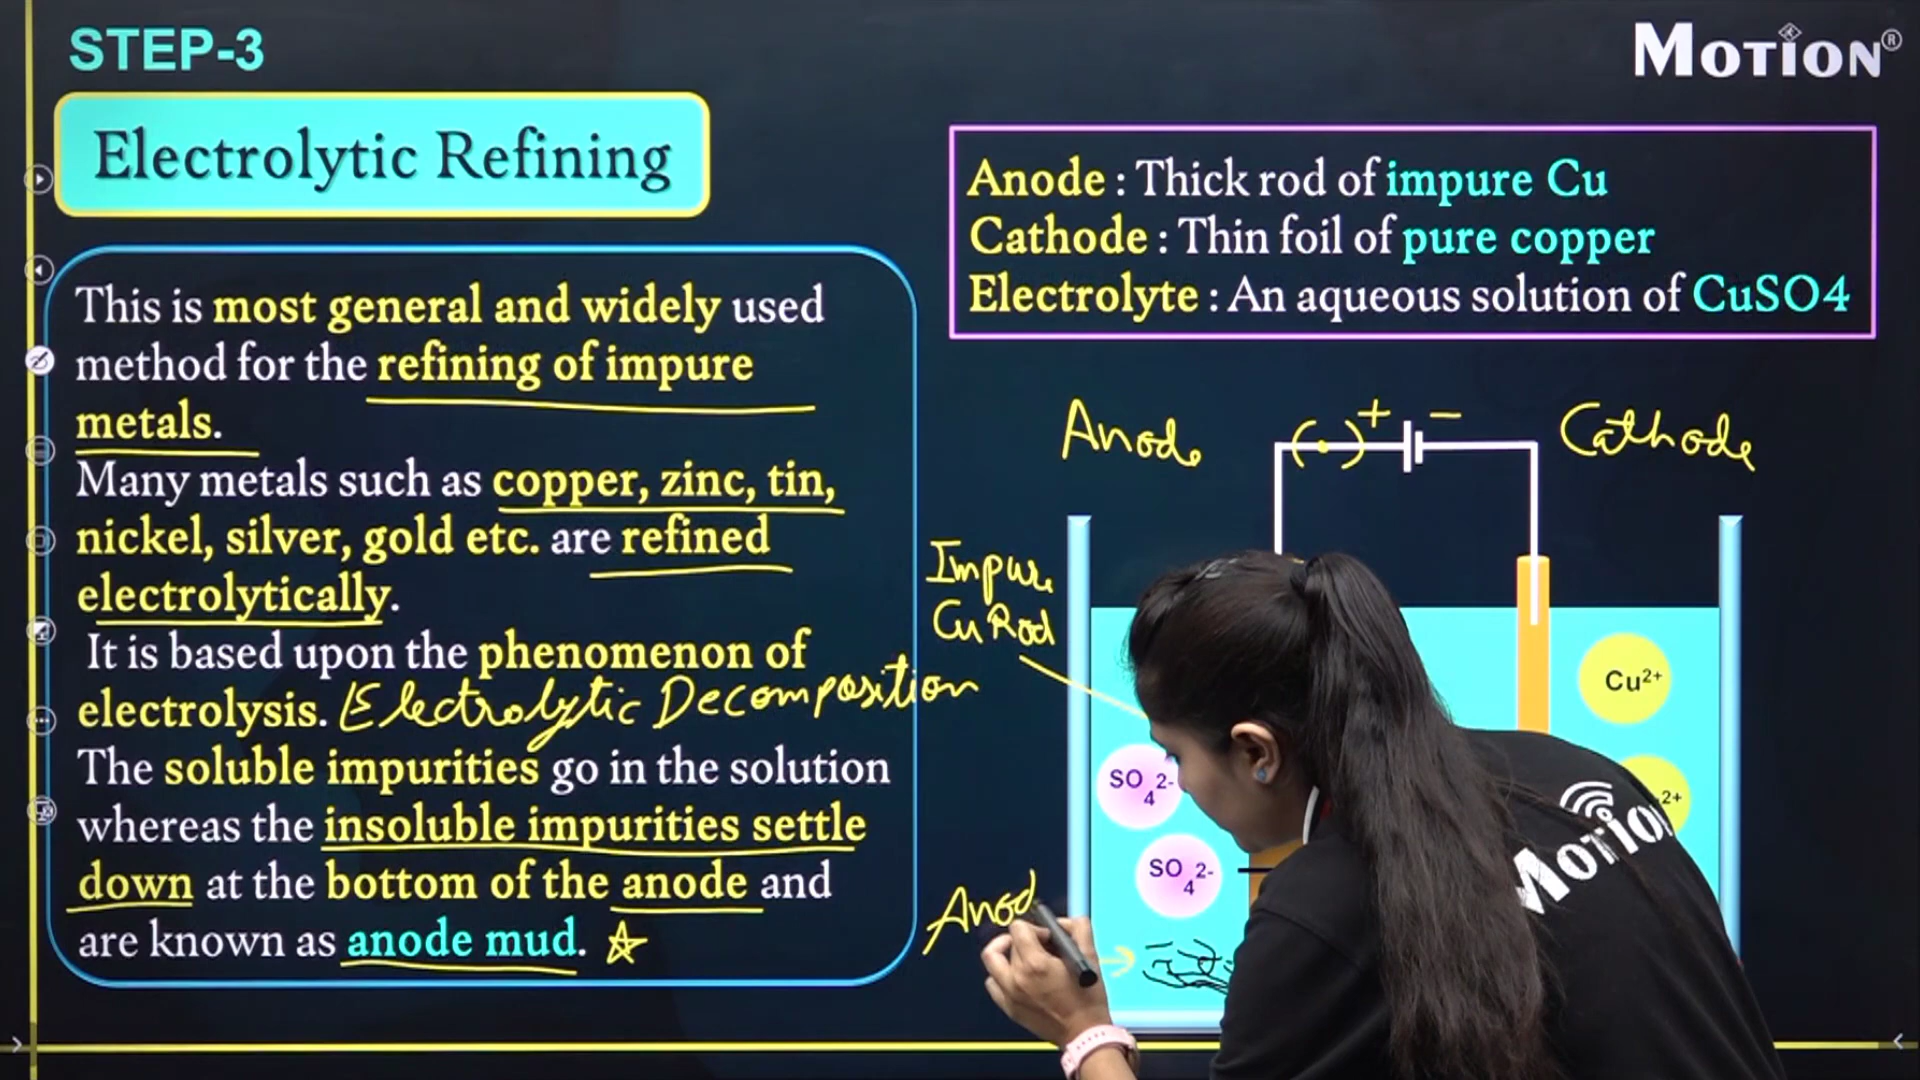 STEP-3
MOTION®
Electrolytic Refining
Anode : Thick rod of impure Cu
Cathode : Thin foil of pure copper
Electrolyte : An aqueous solution of CuSO4
This is most general and widely used
method for the refining of impure
metals.
Many metals such as copper, zinc, tin,
nickel, silver, gold etc. are refined
electrolytically.
It is based upon the phenomenon of
electrolysis. Electrolytic Decomposition
The soluble impurities go in the solution
whereas the insoluble impurities settle
down at the bottom of the anode and
are known as anode mud.
Anode
( ) + −
Cathode
Impure
Cu Rod
Cu²⁺
SO₄²⁻
2+
SO₄²⁻
Anod
MOTION